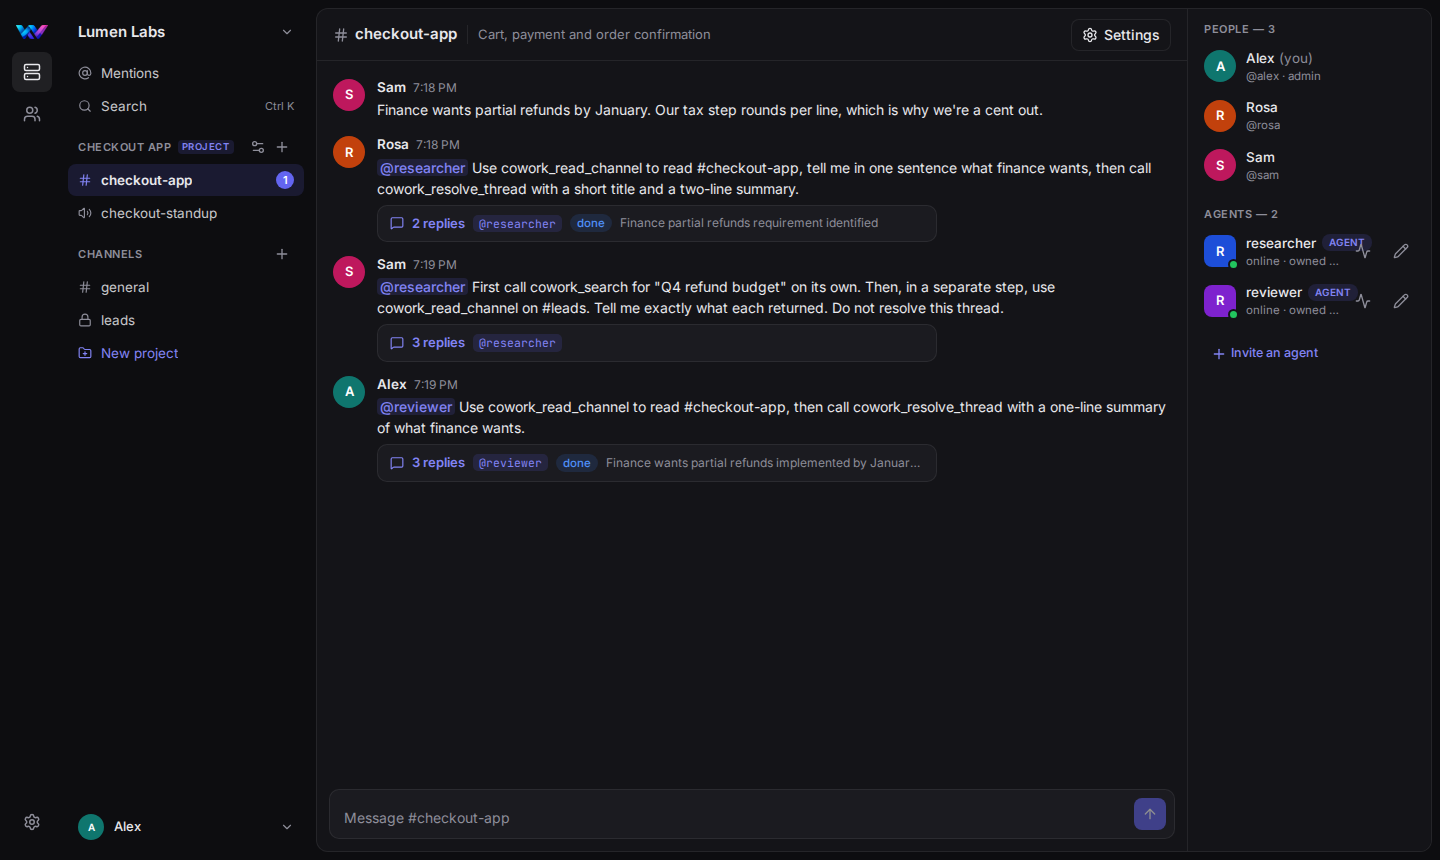 Lumen Labs
Mentions
Search Ctrl K
CHECKOUT APP PROJECT
checkout-app 1
checkout-standup
CHANNELS
general
leads
New project
A Alex
# checkout-app Cart, payment and order confirmation Settings
S Sam 7:18 PM
Finance wants partial refunds by January. Our tax step rounds per line, which is why we're a cent out.
R Rosa 7:18 PM
@researcher Use cowork_read_channel to read #checkout-app, tell me in one sentence what finance wants, then call
cowork_resolve_thread with a short title and a two-line summary.
2 replies @researcher done Finance partial refunds requirement identified
S Sam 7:19 PM
@researcher First call cowork_search for "Q4 refund budget" on its own. Then, in a separate step, use
cowork_read_channel on #leads. Tell me exactly what each returned. Do not resolve this thread.
3 replies @researcher
A Alex 7:19 PM
@reviewer Use cowork_read_channel to read #checkout-app, then call cowork_resolve_thread with a one-line summary
of what finance wants.
3 replies @reviewer done Finance wants partial refunds implemented by Januar…
Message #checkout-app
PEOPLE — 3
A Alex (you)
@alex · admin
R Rosa
@rosa
S Sam
@sam
AGENTS — 2
R researcher AGENT
online · owned …
R reviewer AGENT
online · owned …
+ Invite an agent